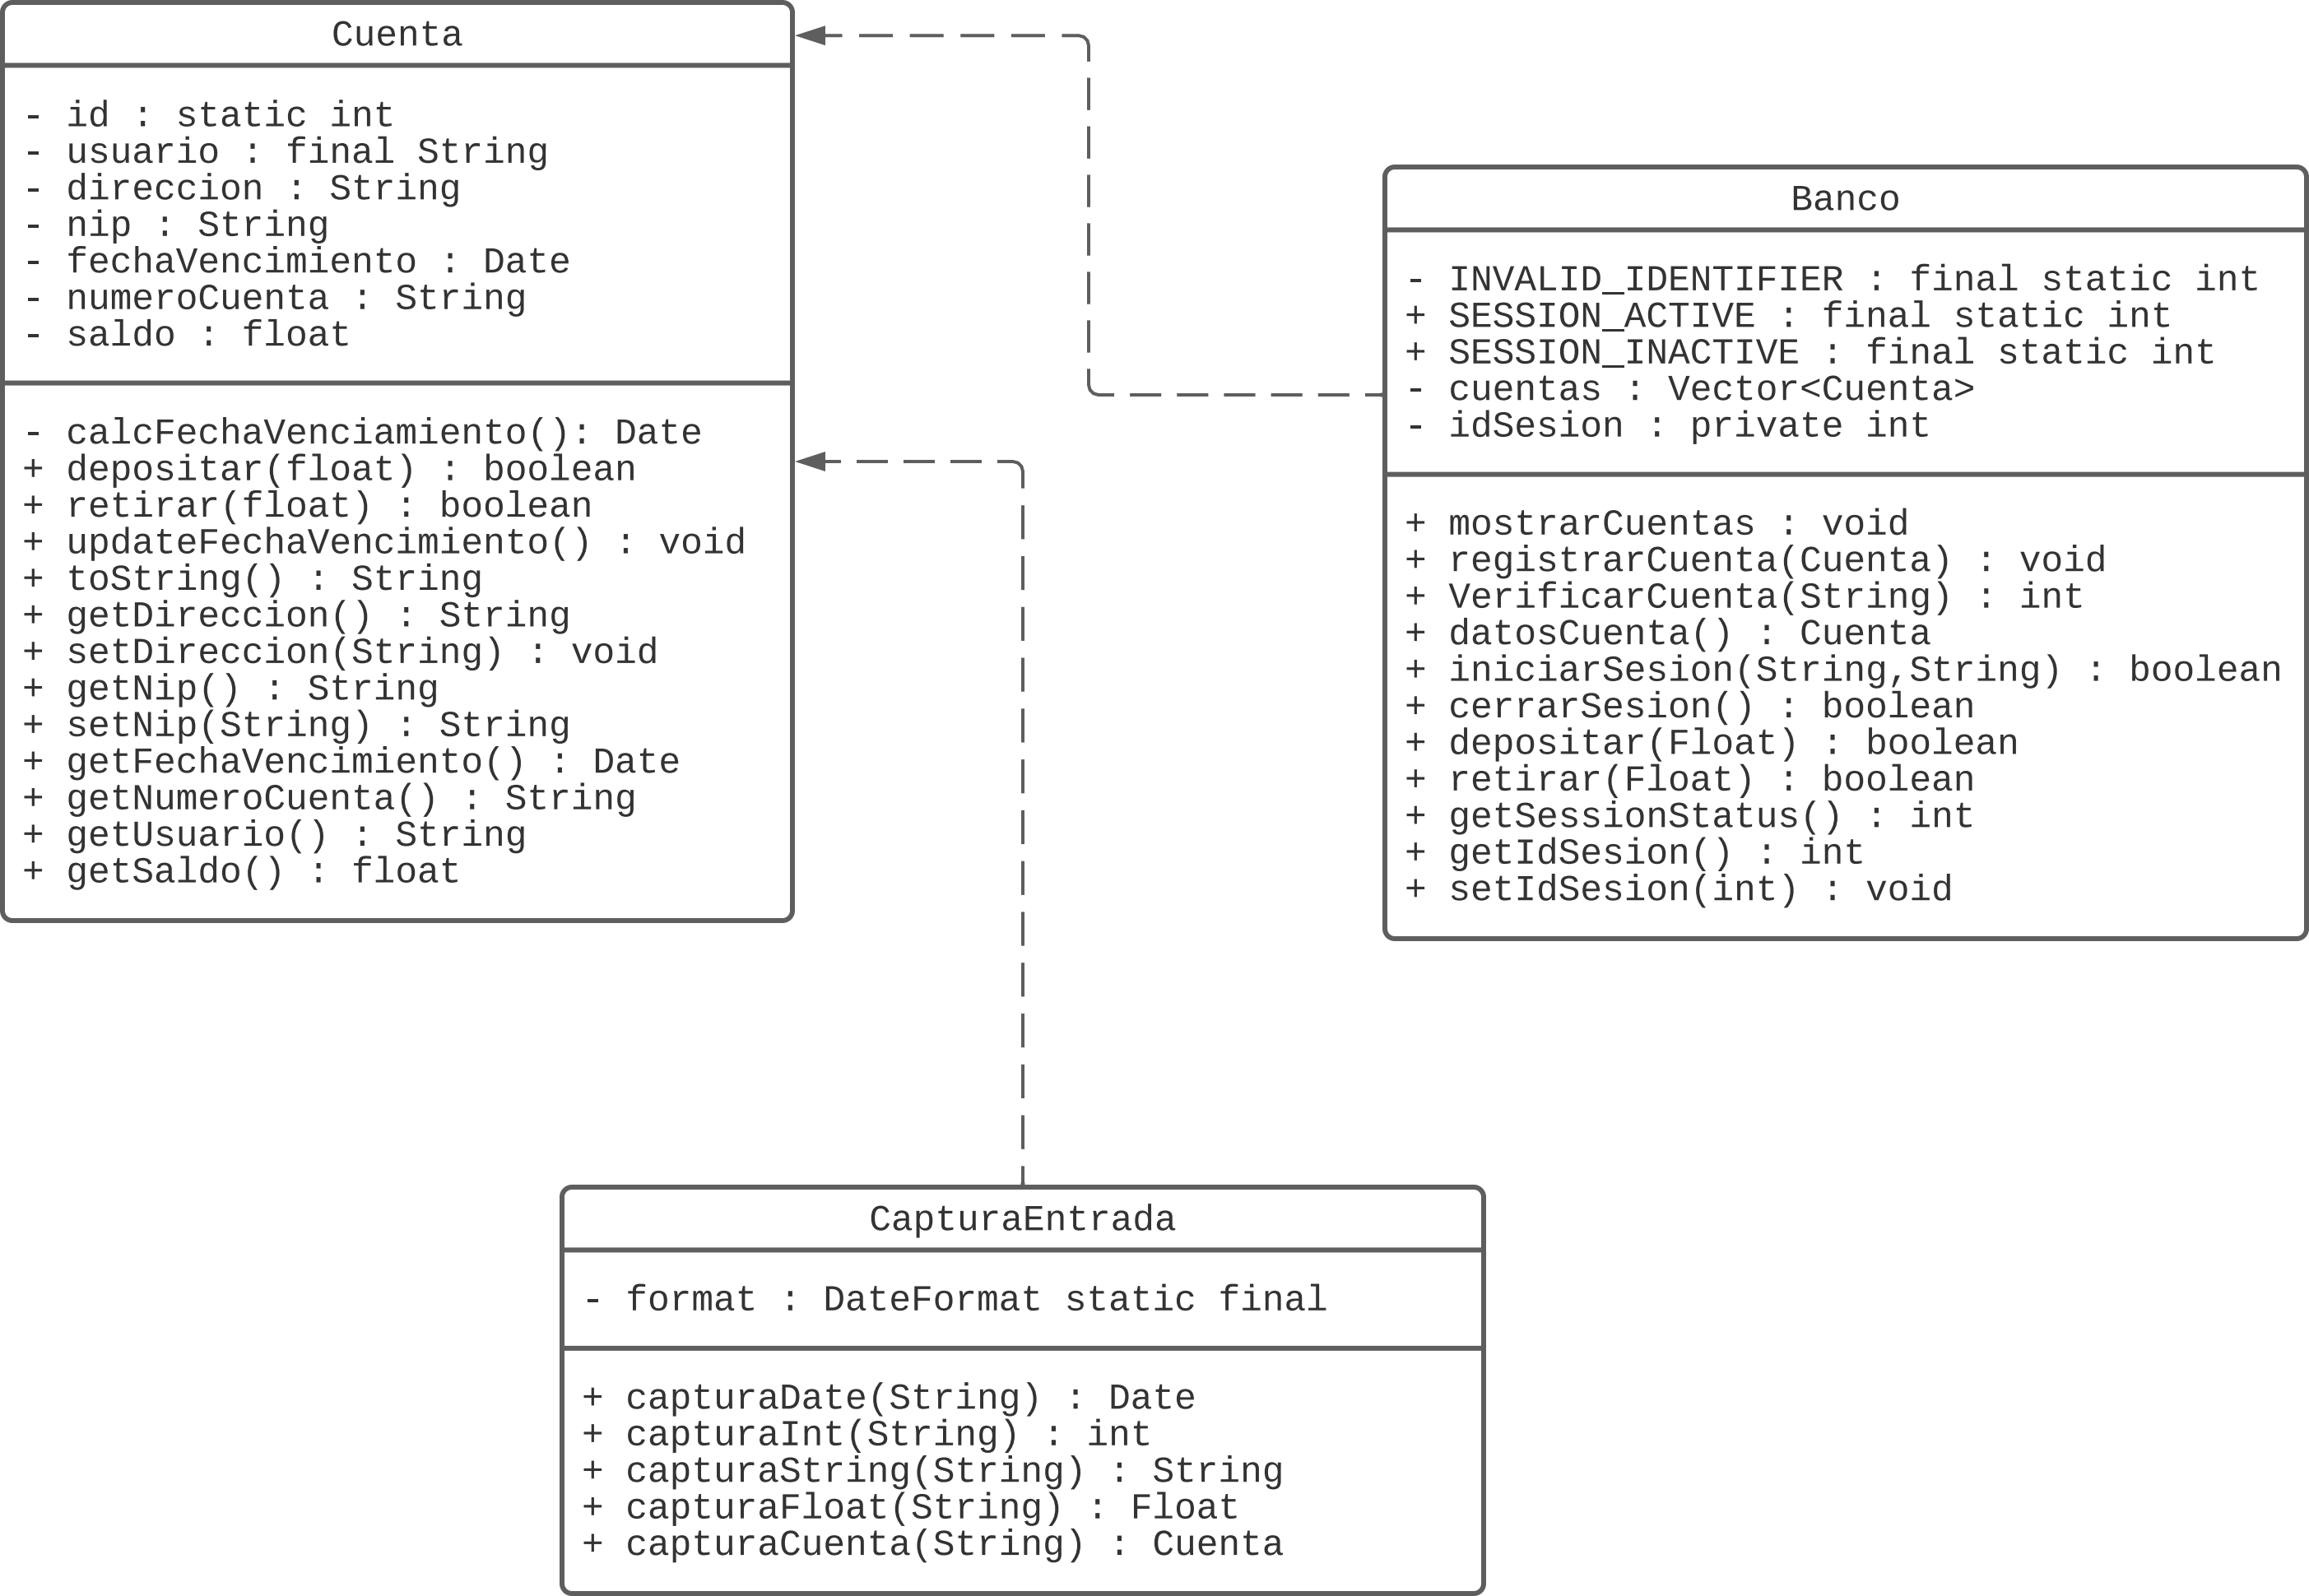 Cuenta
- id : static int
- usuario : final String
- direccion : String
- nip : String
- fechaVencimiento : Date
- numeroCuenta : String
- saldo : float
- calcFechaVenciamiento(): Date
+ depositar(float) : boolean
+ retirar(float) : boolean
+ updateFechaVencimiento() : void
+ toString() : String
+ getDireccion() : String
+ setDireccion(String) : void
+ getNip() : String
+ setNip(String) : String
+ getFechaVencimiento() : Date
+ getNumeroCuenta() : String
+ getUsuario() : String
+ getSaldo() : float
Banco
- INVALID_IDENTIFIER : final static int
+ SESSION_ACTIVE : final static int
+ SESSION_INACTIVE : final static int
- cuentas : Vector<Cuenta>
- idSesion : private int
+ mostrarCuentas : void
+ registrarCuenta(Cuenta) : void
+ VerificarCuenta(String) : int
+ datosCuenta() : Cuenta
+ iniciarSesion(String,String) : boolean
+ cerrarSesion() : boolean
+ depositar(Float) : boolean
+ retirar(Float) : boolean
+ getSessionStatus() : int
+ getIdSesion() : int
+ setIdSesion(int) : void
CapturaEntrada
- format : DateFormat static final
+ capturaDate(String) : Date
+ capturaInt(String) : int
+ capturaString(String) : String
+ capturaFloat(String) : Float
+ capturaCuenta(String) : Cuenta